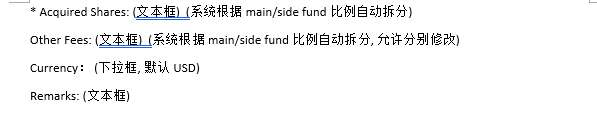 * Acquired Shares: (文本框) (系统根据 main/side fund 比例自动拆分)
Other Fees: (文本框) (系统根据 main/side fund 比例自动拆分, 允许分别修改)
Currency： (下拉框, 默认 USD)
Remarks: (文本框)